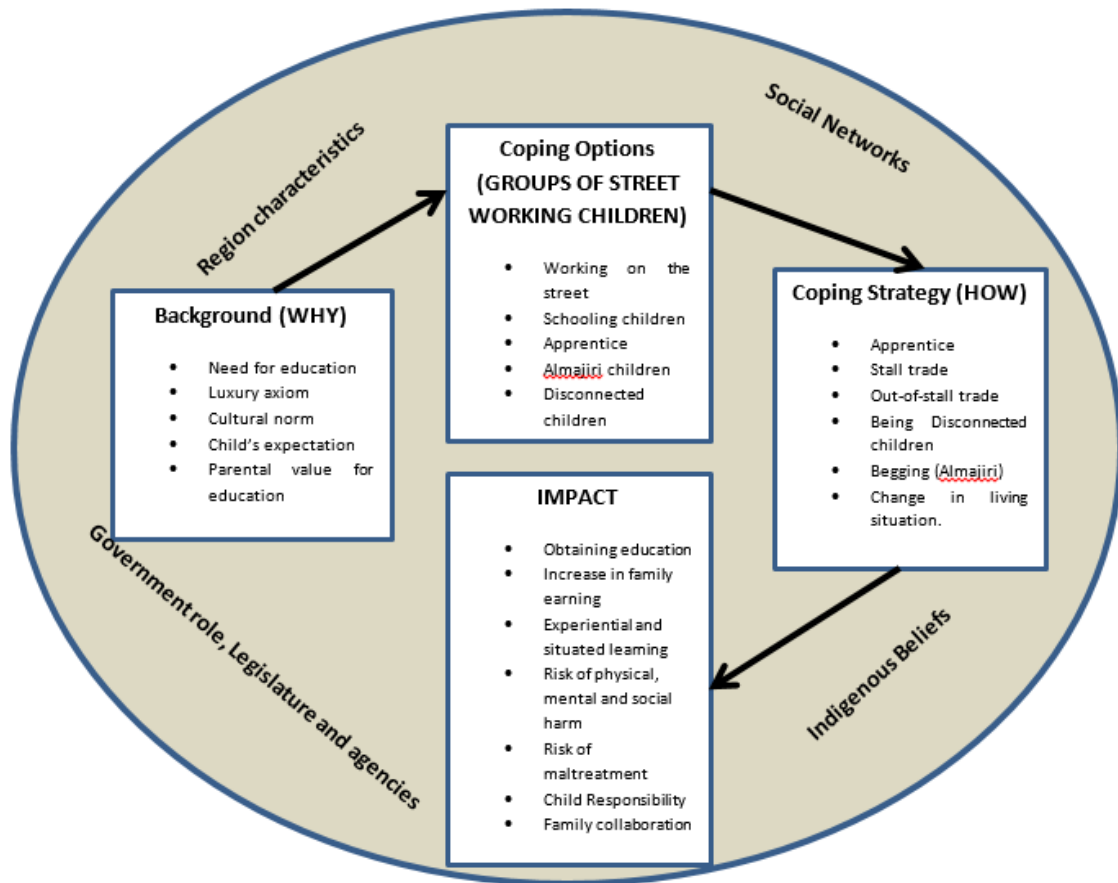 Region characteristics
Social Networks
Coping Options
(GROUPS OF STREET
WORKING CHILDREN)
• Working on the
street
• Schooling children
• Apprentice
• Almajiri children
• Disconnected
children
Background (WHY)
• Need for education
• Luxury axiom
• Cultural norm
• Child's expectation
• Parental value for
education
Coping Strategy (HOW)
• Apprentice
• Stall trade
• Out-of-stall trade
• Being Disconnected
children
• Begging (Almajiri)
• Change in living
situation.
IMPACT
• Obtaining education
• Increase in family
earning
• Experiential and
situated learning
• Risk of physical,
mental and social
harm
• Risk of
maltreatment
• Child Responsibility
• Family collaboration
Government role, Legislature and agencies
Indigenous Beliefs